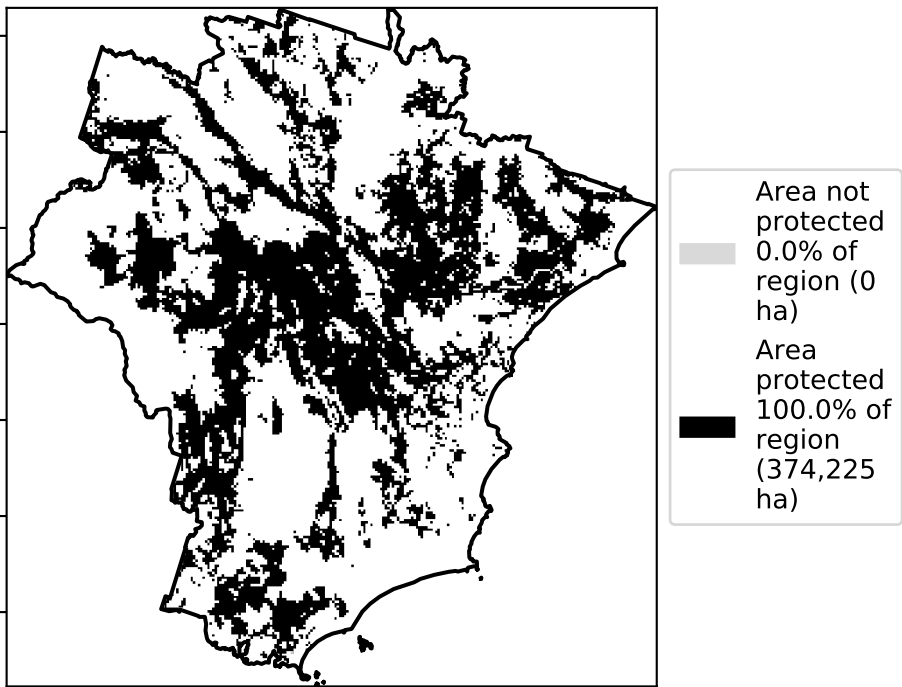 Area not
protected
0.0% of
region (0
ha)
Area
protected
100.0% of
region
(374,225
ha)